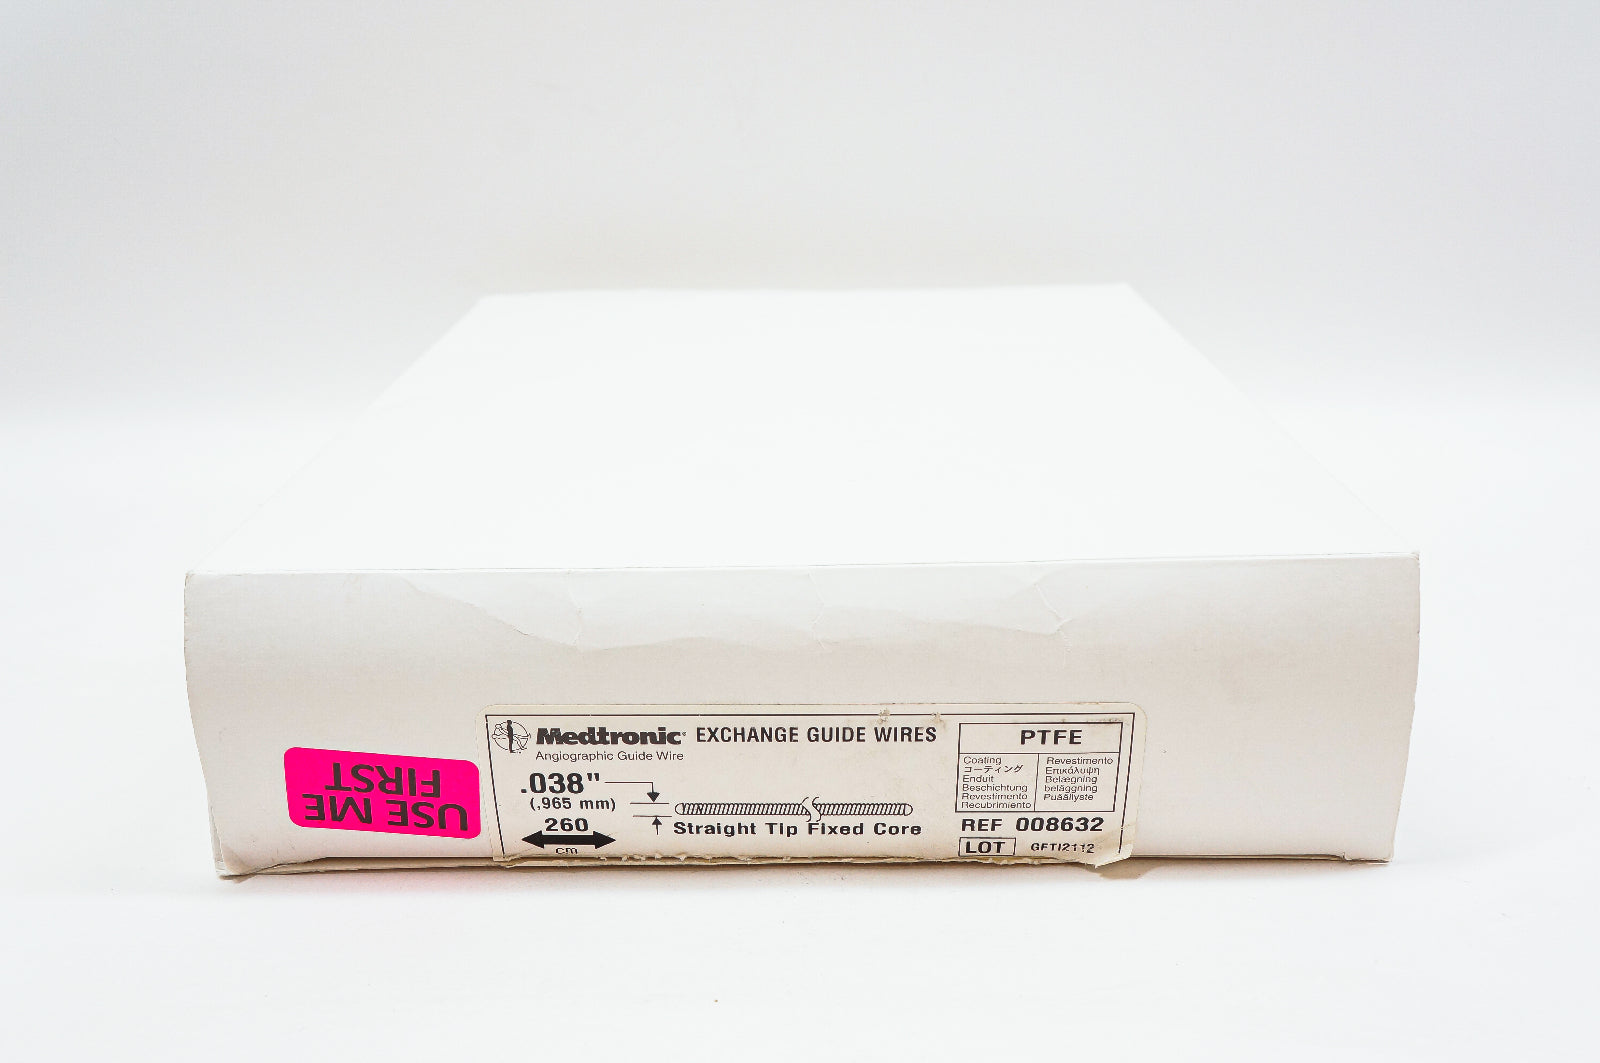 Medtronic® EXCHANGE GUIDE WIRES
Angiographic Guide Wire
.038"
(,965 mm)
260
cm
Straight Tip Fixed Core
PTFE
Coating
コーティング
Enduit
Beschichtung
Revestimento
Recubrimiento
Revestimento
Επικάλυψη
Belægning
beläggning
Puäällyste
REF 008632
LOT GFTI2112
USE ME
FIRST